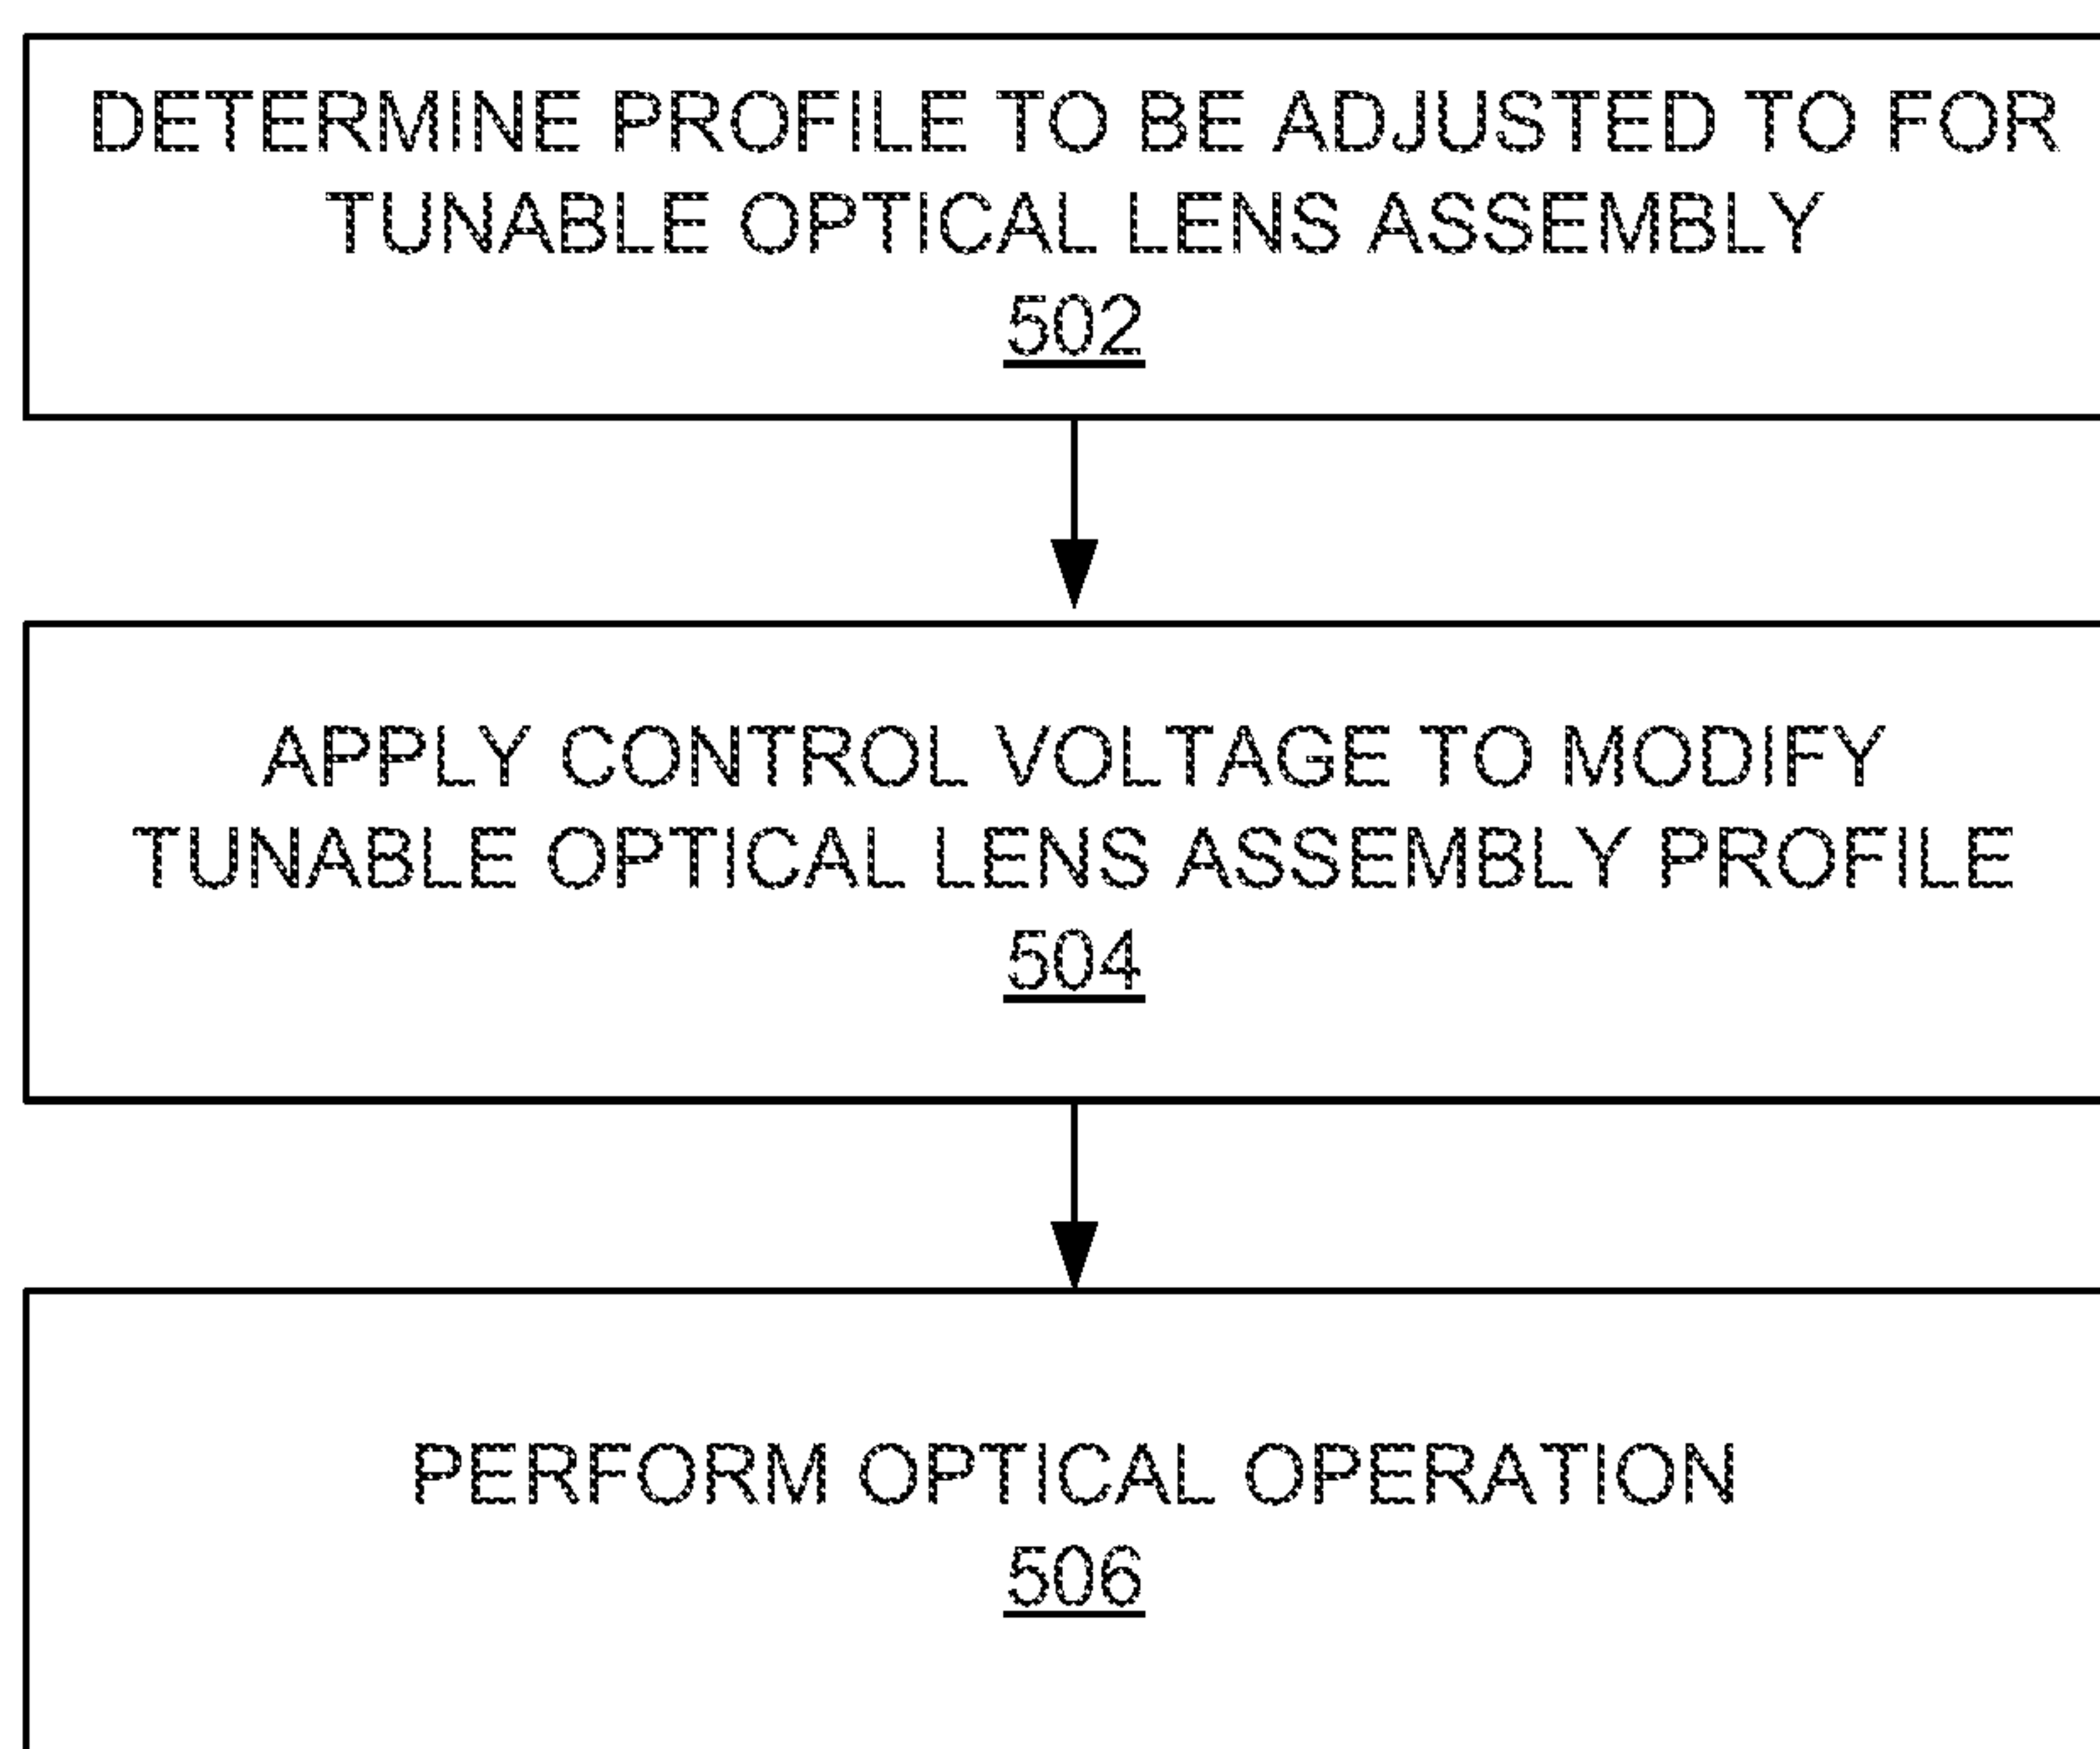 DETERMINE PROFILE TO BE ADJUSTED TO FOR
TUNABLE OPTICAL LENS ASSEMBLY
502
APPLY CONTROL VOLTAGE TO MODIFY
TUNABLE OPTICAL LENS ASSEMBLY PROFILE
504
PERFORM OPTICAL OPERATION
506